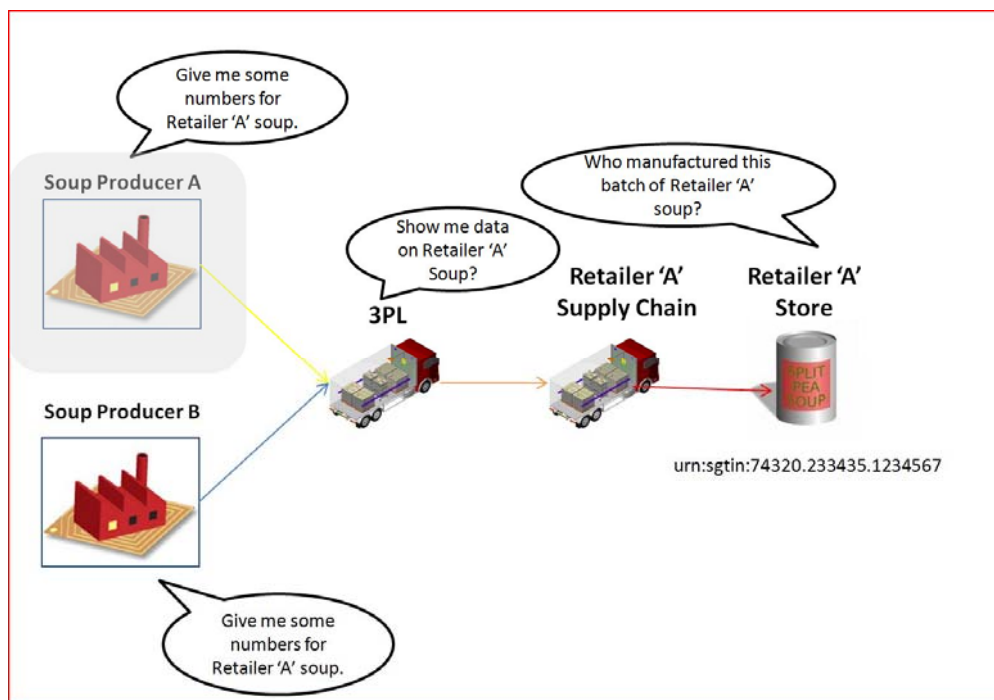 Give me some
numbers for
Retailer ‘A’ soup.
Soup Producer A
Who manufactured this
batch of Retailer ‘A’
soup?
Show me data
on Retailer ‘A’
Soup?
3PL
Retailer ‘A’
Supply Chain
Retailer ‘A’
Store
SPLIT
PEA
SOUP
urn:sgtin:74320.233435.1234567
Soup Producer B
Give me some
numbers for
Retailer ‘A’ soup.